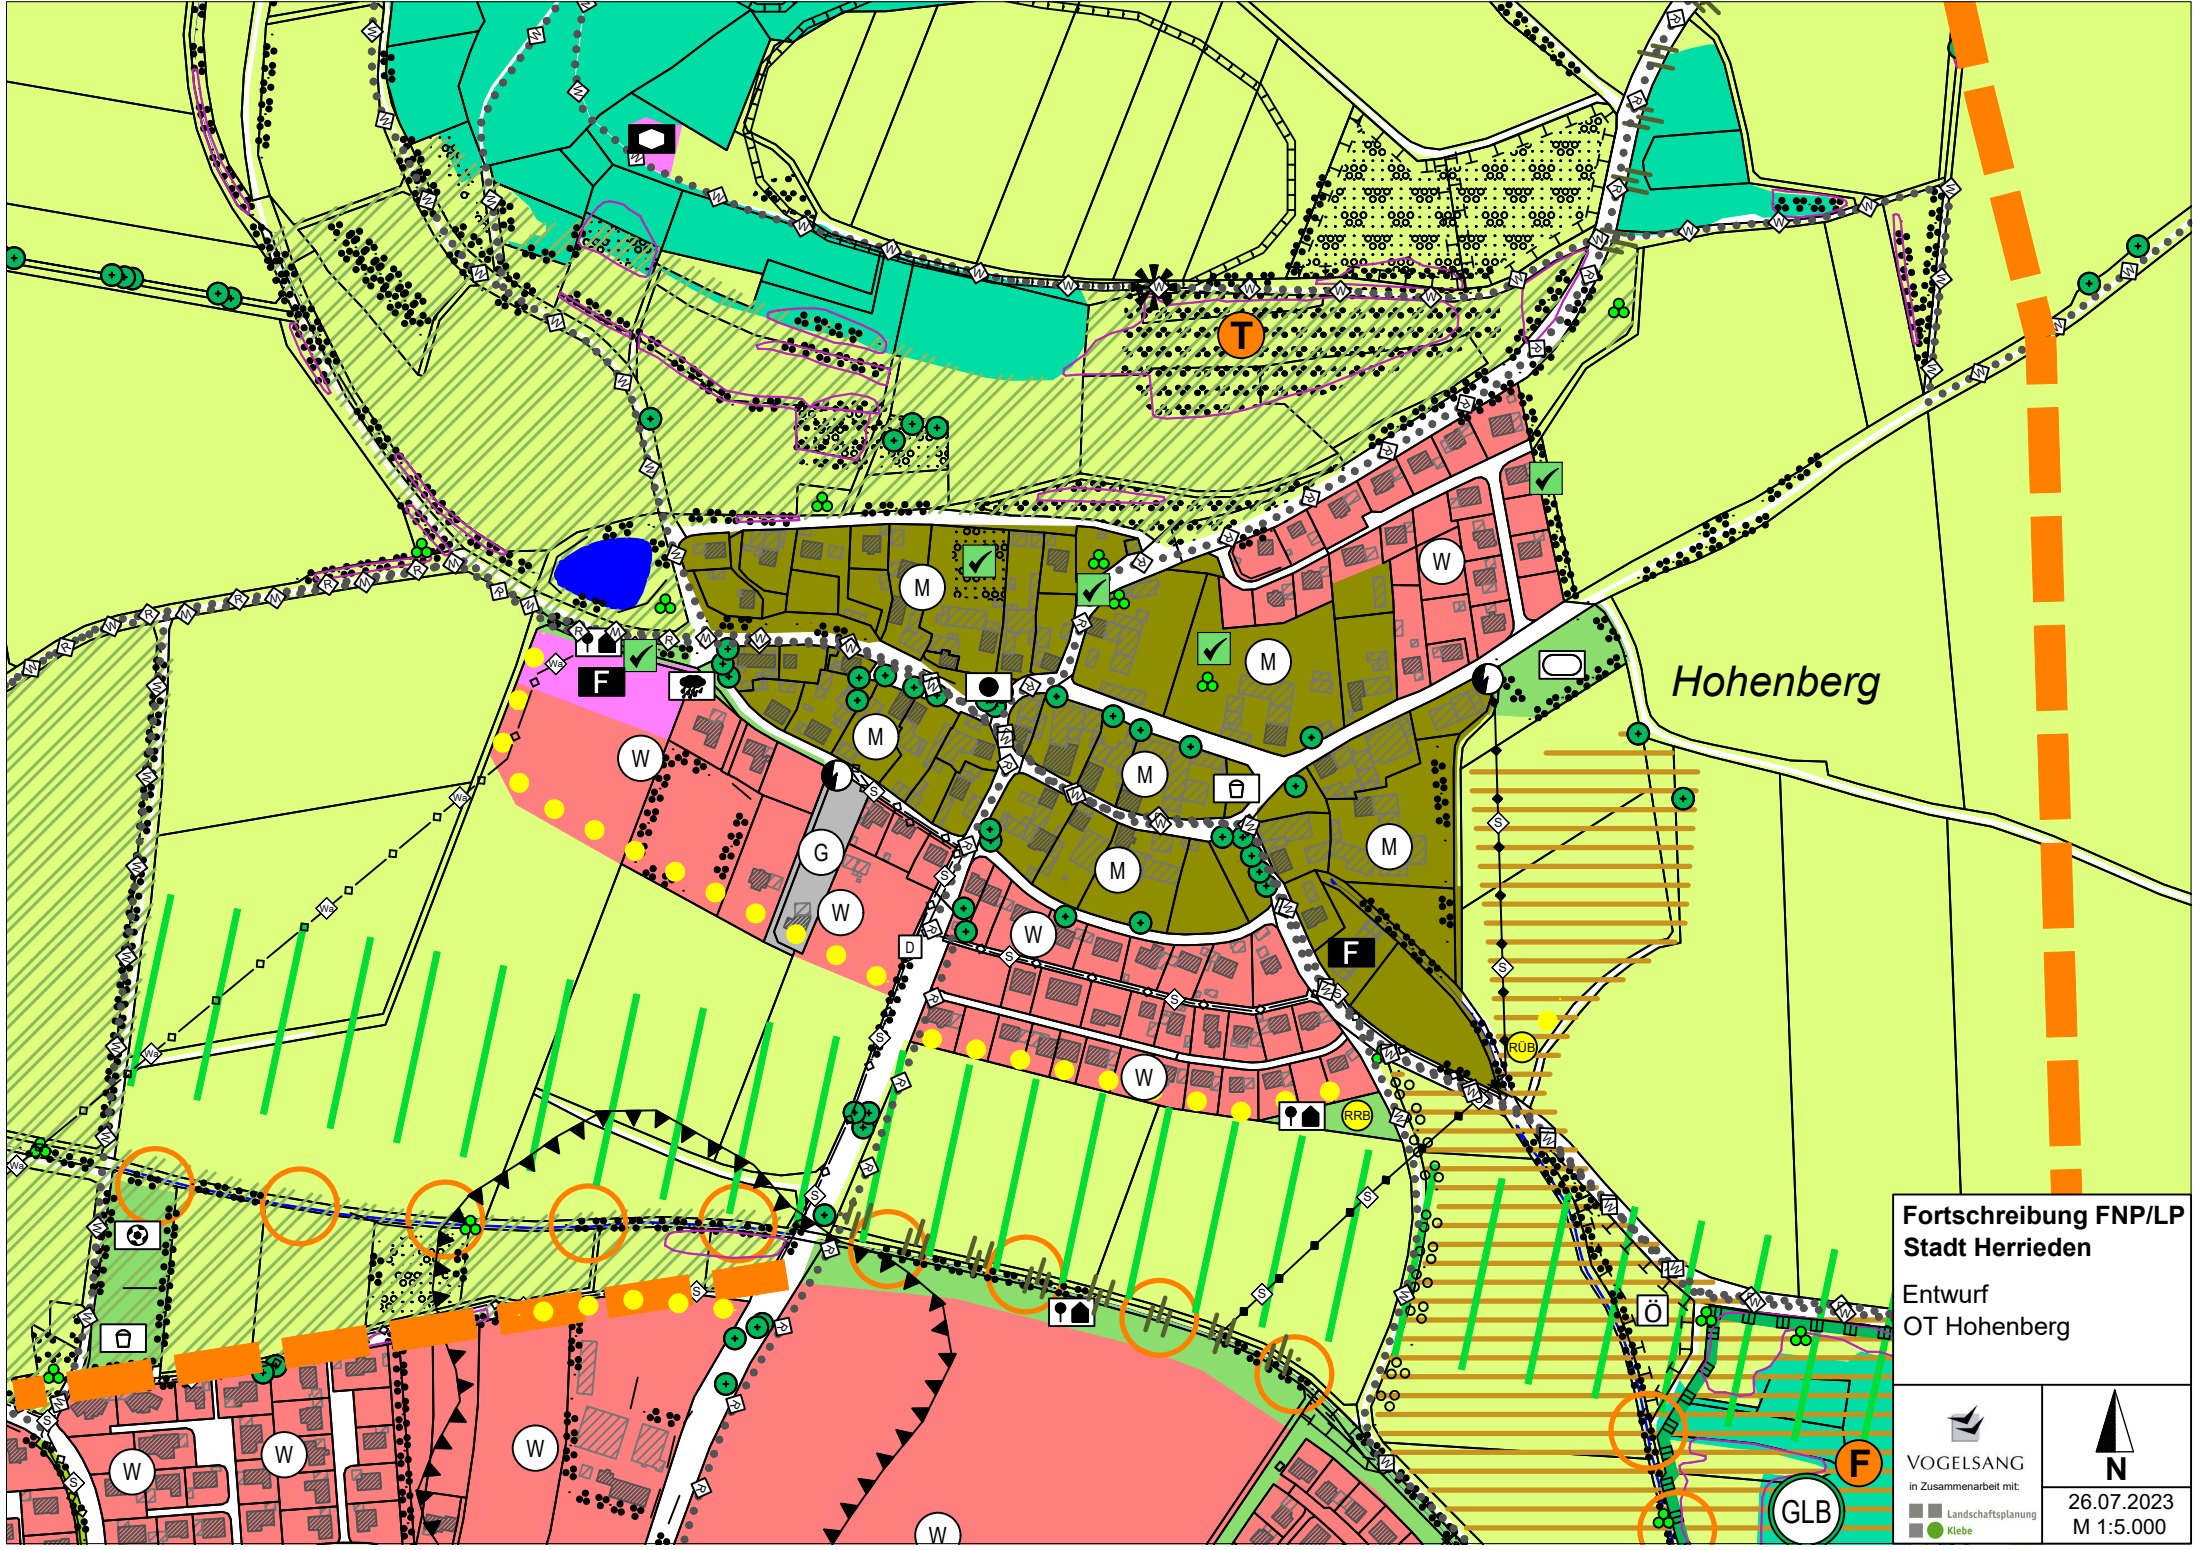 T
W
M
M
F
Hohenberg
W
M
M
G
M
M
W
D
W
F
RÜB
W
RRB
Ö
W
W
W
W
F
GLB
Fortschreibung FNP/LP
Stadt Herrieden
Entwurf
OT Hohenberg
VOGELSANG
in Zusammenarbeit mit:
Landschaftsplanung
Klebe
N
26.07.2023
M 1:5.000